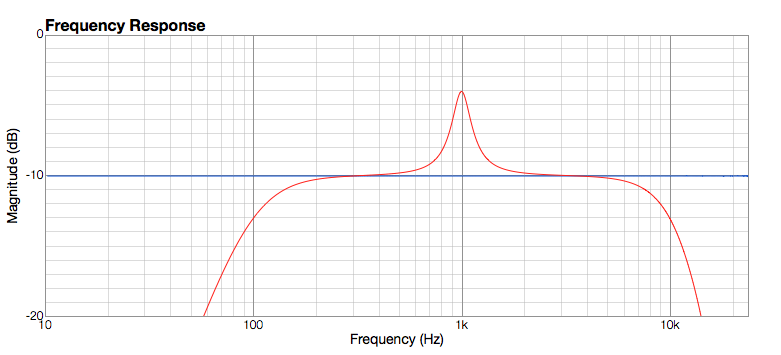 Frequency Response
0
-10
-20
Magnitude (dB)
10
100
1k
10k
Frequency (Hz)